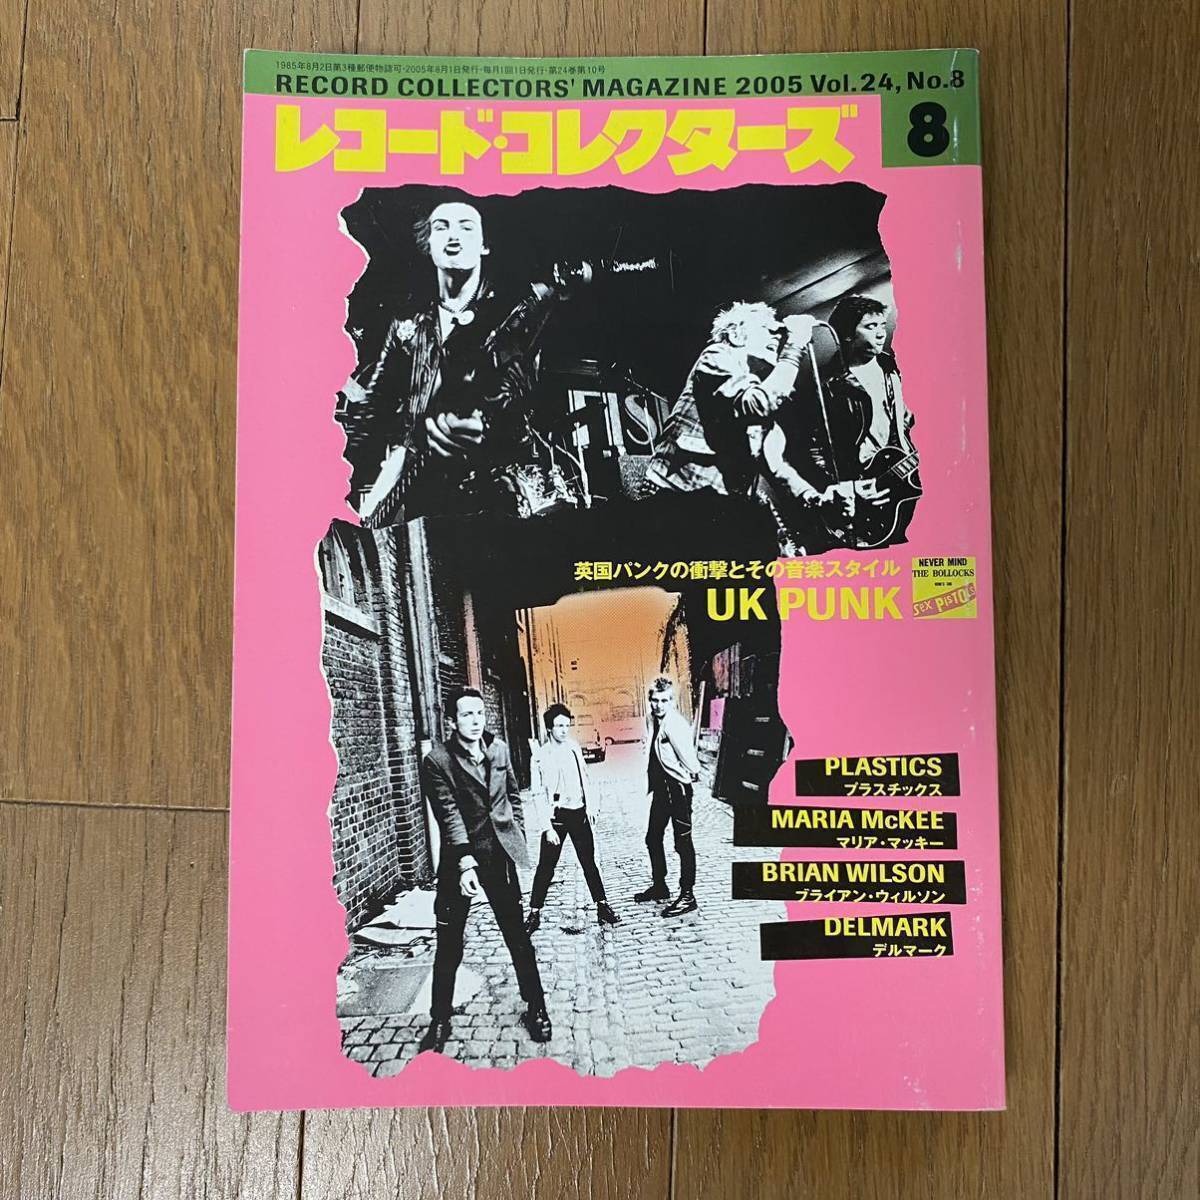 1985年8月2日第3種郵便物認可・2005年8月1日発行・毎月1回1日発行・第24巻第10号
RECORD COLLECTORS' MAGAZINE 2005 Vol.24, No.8
レコード・コレクターズ
8
英国パンクの衝撃とその音楽スタイル
UK PUNK
NEVER MIND
THE BOLLOCKS
SEX PISTOLS
PLASTICS
プラスチックス
MARIA McKEE
マリア・マッキー
BRIAN WILSON
ブライアン・ウィルソン
DELMARK
デルマーク